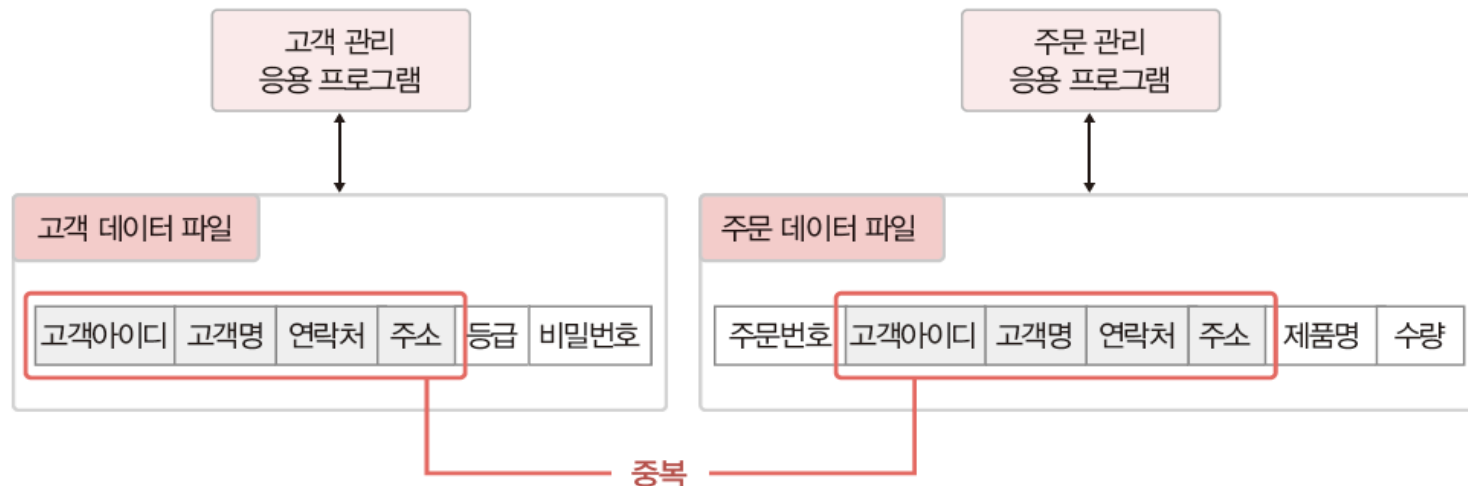 고객 관리
응용 프로그램
주문 관리
응용 프로그램
고객 데이터 파일
고객아이디 고객명 연락처 주소 등급 비밀번호
주문 데이터 파일
주문번호 고객아이디 고객명 연락처 주소 제품명 수량
중복